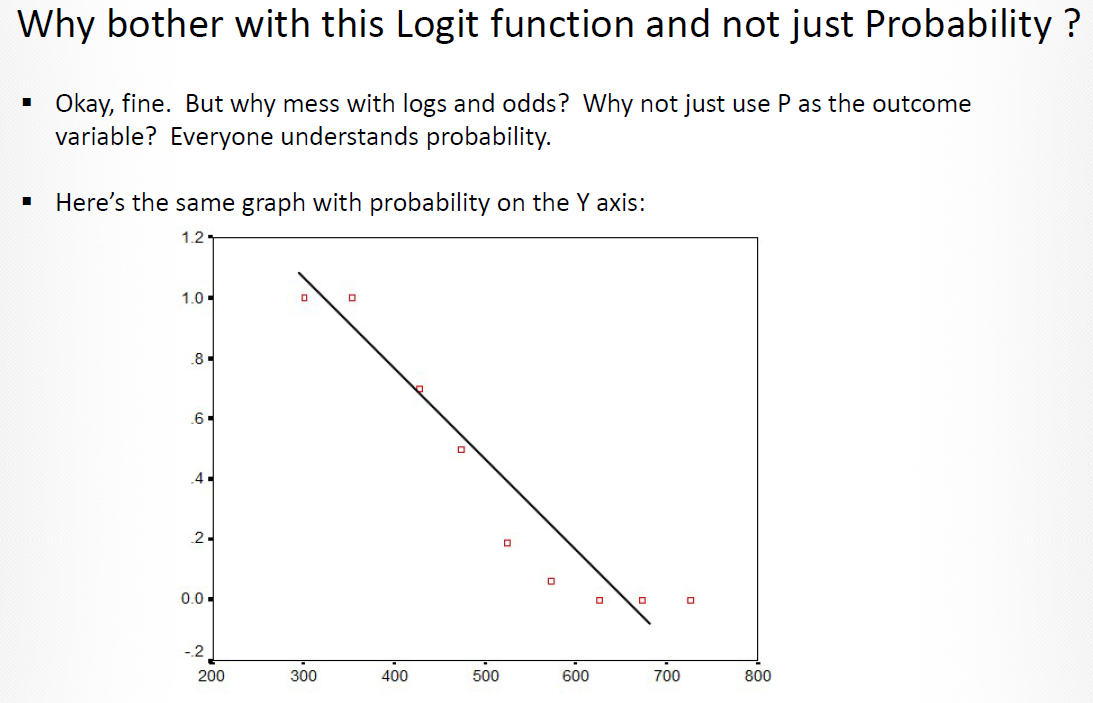 Why bother with this Logit function and not just Probability ?
▪ Okay, fine. But why mess with logs and odds? Why not just use P as the outcome
variable? Everyone understands probability.
▪ Here’s the same graph with probability on the Y axis:
1.2
1.0
.8
.6
.4
.2
0.0
-.2
200 300 400 500 600 700 800